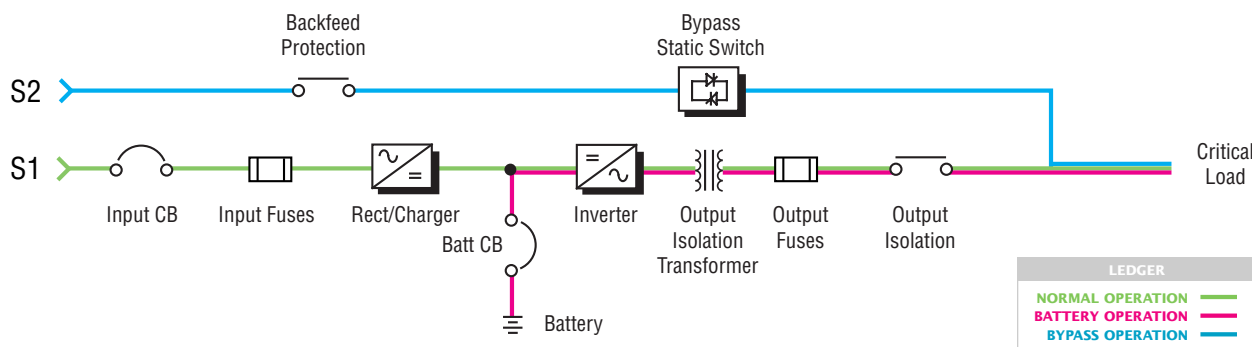 Backfeed
Protection
Bypass
Static Switch
S2
S1
Critical
Load
Input CB
Input Fuses
Rect/Charger
Batt CB
Inverter
Output
Isolation
Transformer
Output
Fuses
Output
Isolation
Battery
LEDGER
NORMAL OPERATION
BATTERY OPERATION
BYPASS OPERATION